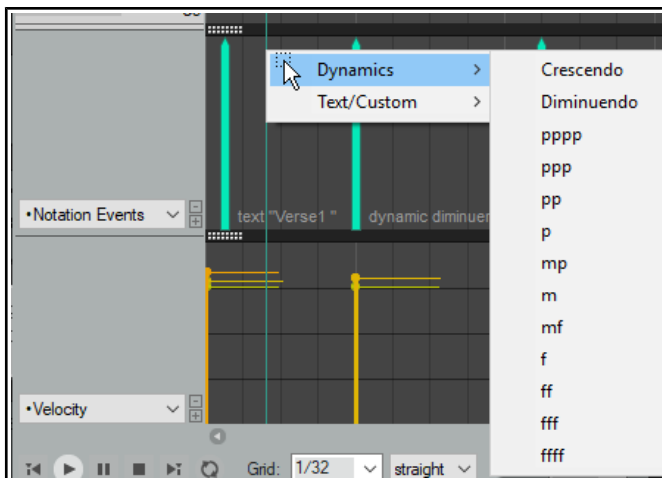 Dynamics >
Text/Custom >
Crescendo
Diminuendo
pppp
ppp
pp
p
mp
m
mf
f
ff
fff
ffff
•Notation Events
text "Verse1 "
dynamic diminuen
•Velocity
Grid: 1/32 straight